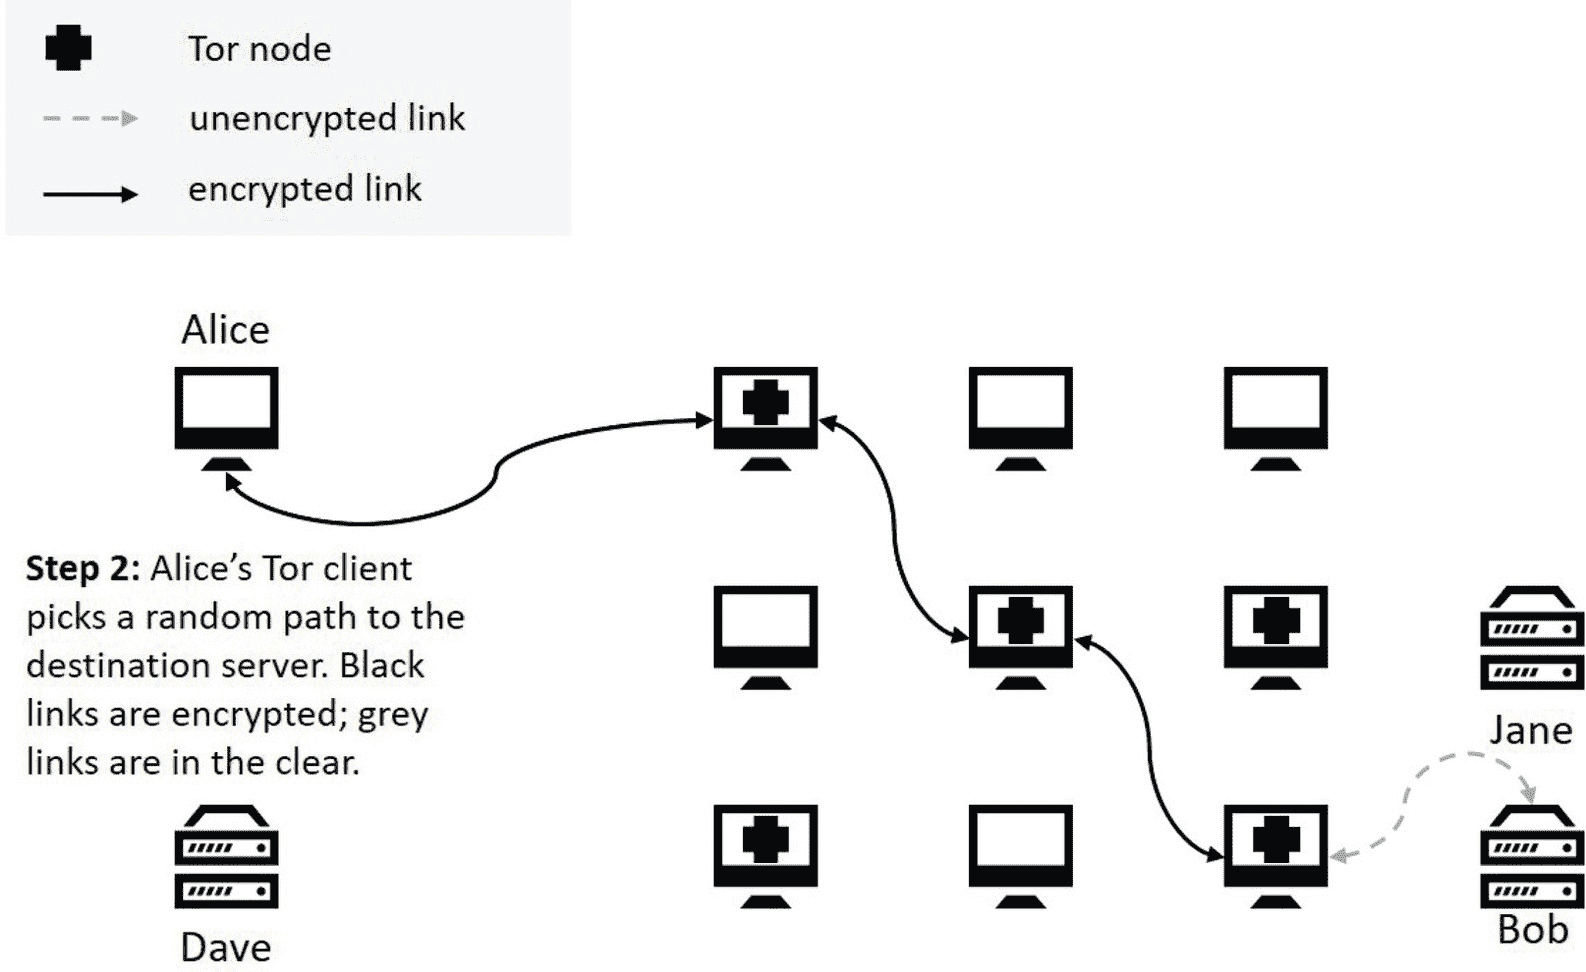 Tor node
unencrypted link
encrypted link
Alice
Step 2: Alice’s Tor client
picks a random path to the
destination server. Black
links are encrypted; grey
links are in the clear.
Jane
Dave
Bob